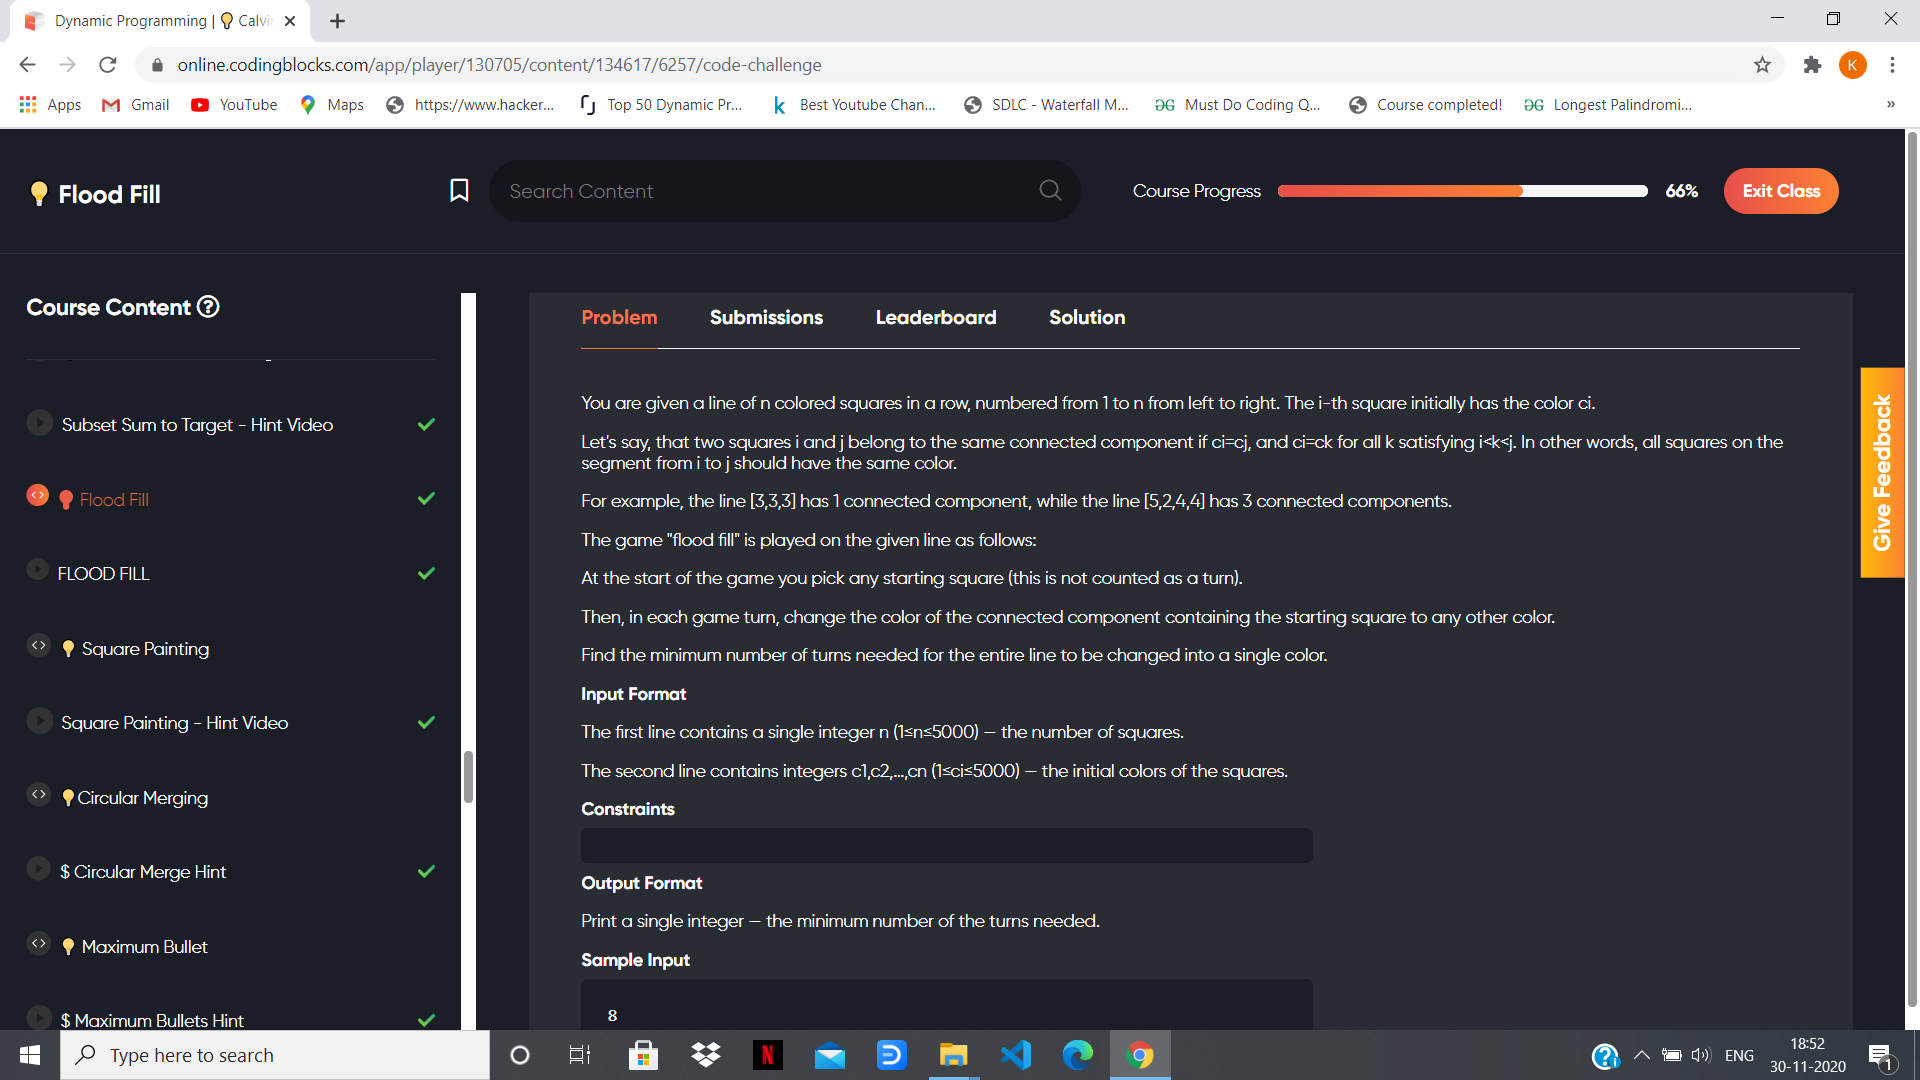 Dynamic Programming | Calvi
online.codingblocks.com/app/player/130705/content/134617/6257/code-challenge
K
Apps Gmail YouTube Maps https://www.hacker... Top 50 Dynamic Pr... Best Youtube Chan... SDLC - Waterfall M... Must Do Coding Q... Course completed! Longest Palindromi... »
Flood Fill
Search Content
Course Progress 66% Exit Class
Course Content
Subset Sum to Target - Hint Video
Flood Fill
FLOOD FILL
Square Painting
Square Painting - Hint Video
Circular Merging
$ Circular Merge Hint
Maximum Bullet
$ Maximum Bullets Hint
Problem Submissions Leaderboard Solution
You are given a line of n colored squares in a row, numbered from 1 to n from left to right. The i-th square initially has the color ci.
Let's say, that two squares i and j belong to the same connected component if ci=cj, and ci=ck for all k satisfying i<k<j. In other words, all squares on the
segment from i to j should have the same color.
For example, the line [3,3,3] has 1 connected component, while the line [5,2,4,4] has 3 connected components.
The game "flood fill" is played on the given line as follows:
At the start of the game you pick any starting square (this is not counted as a turn).
Then, in each game turn, change the color of the connected component containing the starting square to any other color.
Find the minimum number of turns needed for the entire line to be changed into a single color.
Input Format
The first line contains a single integer n (1≤n≤5000) — the number of squares.
The second line contains integers c1,c2,…,cn (1≤ci≤5000) — the initial colors of the squares.
Constraints
Output Format
Print a single integer — the minimum number of the turns needed.
Sample Input
8
Give Feedback
Type here to search
ENG
18:52
30-11-2020
1